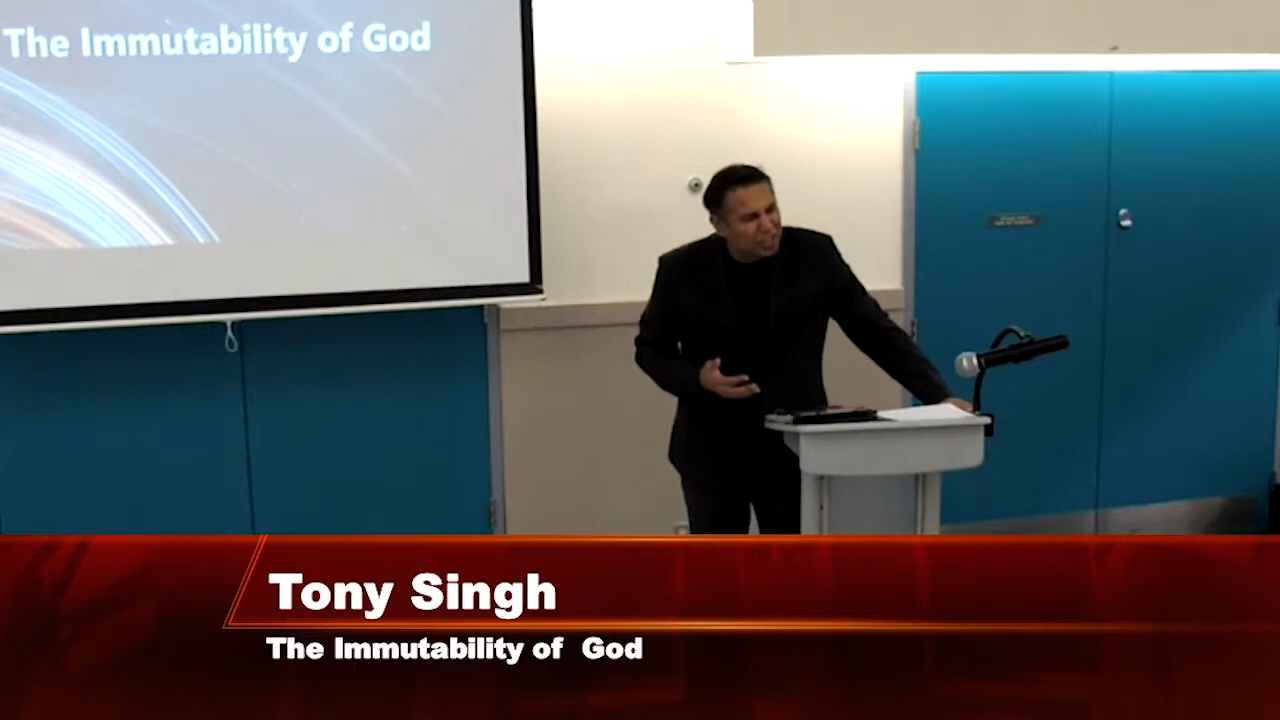 The Immutability of God
Tony Singh
The Immutability of  God